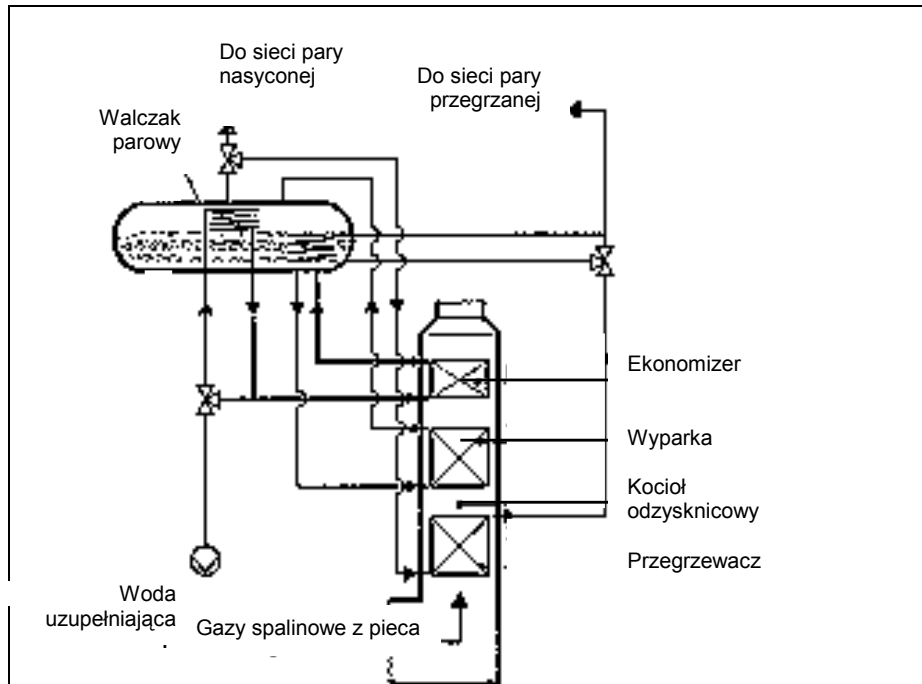 Do sieci pary
nasyconej
Do sieci pary
przegrzanej
Walczak
parowy
Ekonomizer
Wyparka
Kocioł
odzysknicowy
Przegrzewacz
Woda
uzupełniająca
Gazy spalinowe z pieca